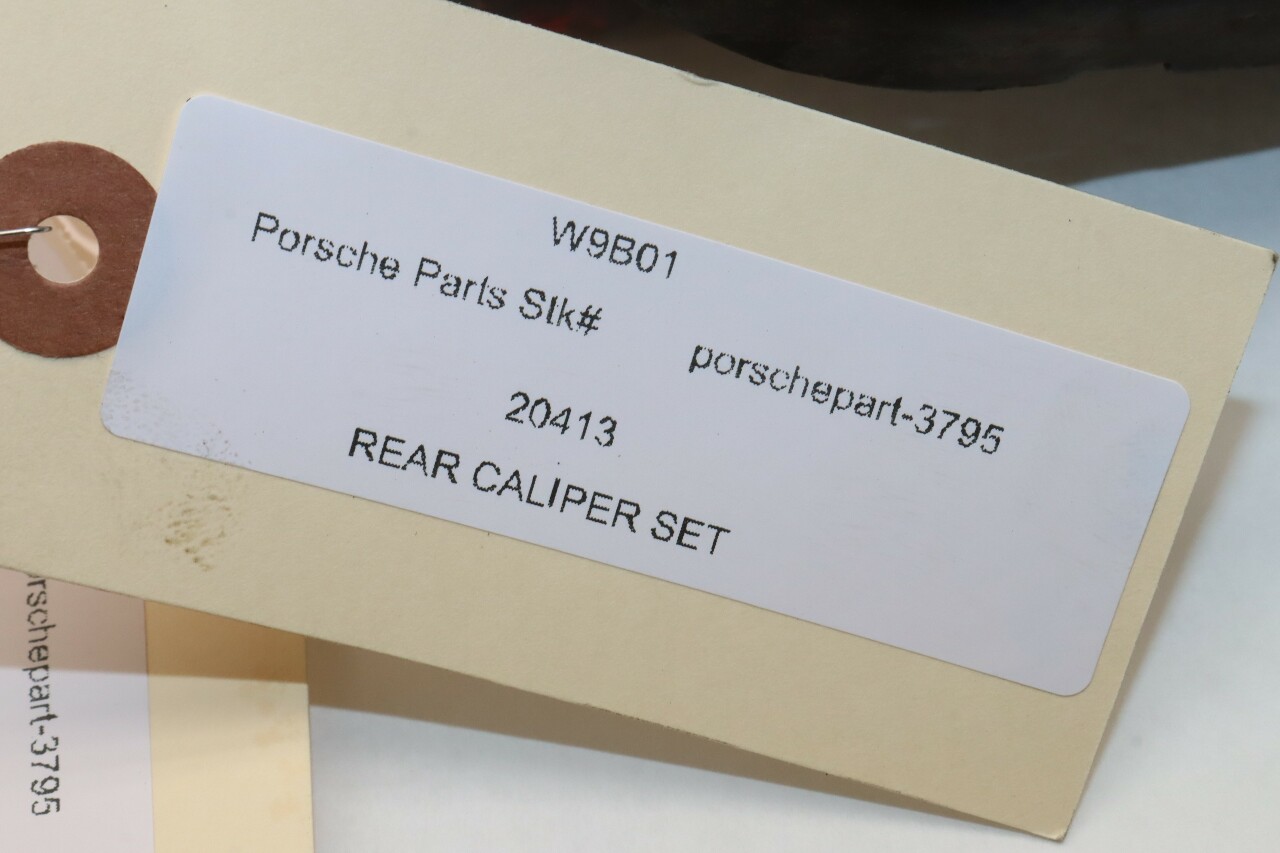 W9B01
Porsche Parts Stk#
porschepart-3795
20413
REAR CALIPER SET
rschepart-3795